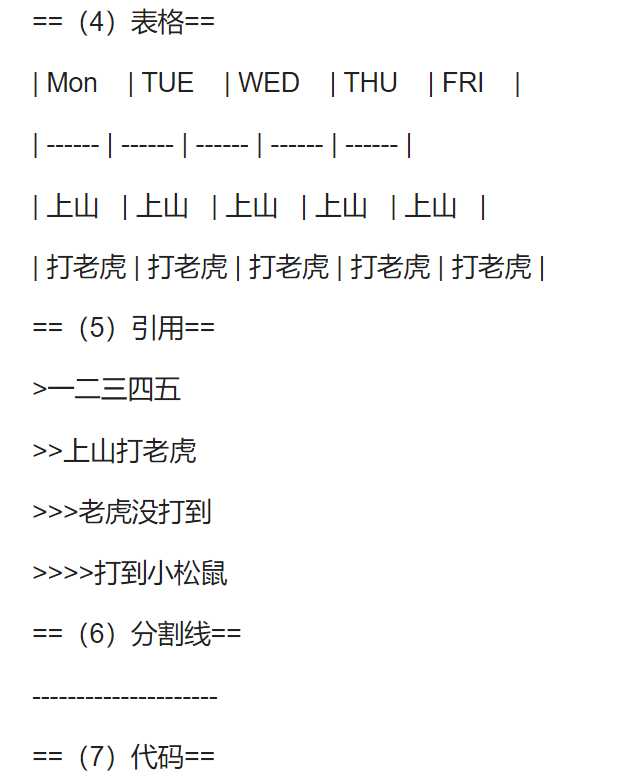 ==（4）表格==
| Mon    | TUE    | WED    | THU    | FRI    |
| ------ | ------ | ------ | ------ | ------ |
| 上山   | 上山   | 上山   | 上山   | 上山   |
| 打老虎 | 打老虎 | 打老虎 | 打老虎 | 打老虎 |
==（5）引用==
>一二三四五
>>上山打老虎
>>>老虎没打到
>>>>打到小松鼠
==（6）分割线==
---------------------
==（7）代码==